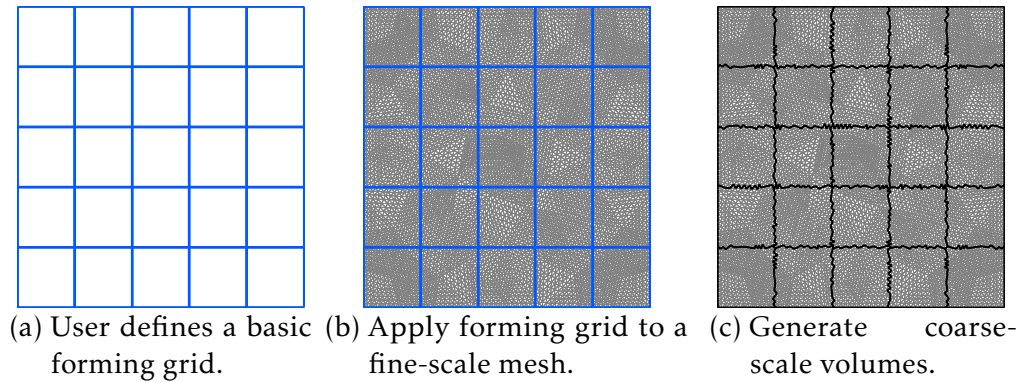 (a) User defines a basic
forming grid.
(b) Apply forming grid to a
fine-scale mesh.
(c) Generate coarse-
scale volumes.